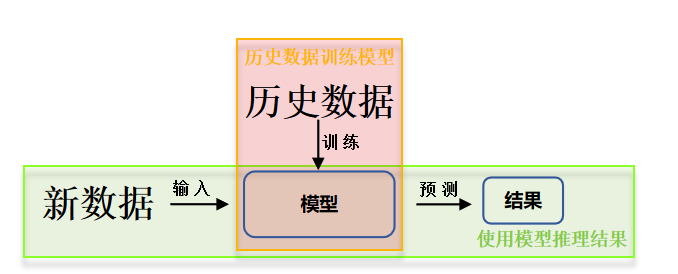 历史数据训练模型
历史数据
训练
新数据
输入
模型
预测
结果
使用模型推理结果